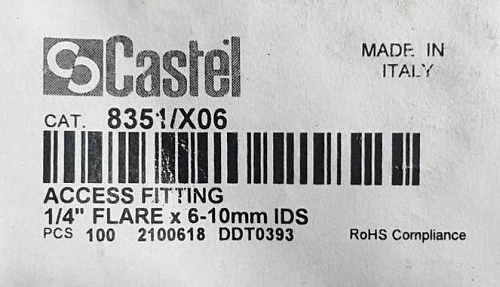 Castel
MADE IN
ITALY
CAT. 8351/X06
ACCESS FITTING
1/4" FLARE x 6-10mm IDS
PCS 100 2100618 DDT0393
RoHS Compliance